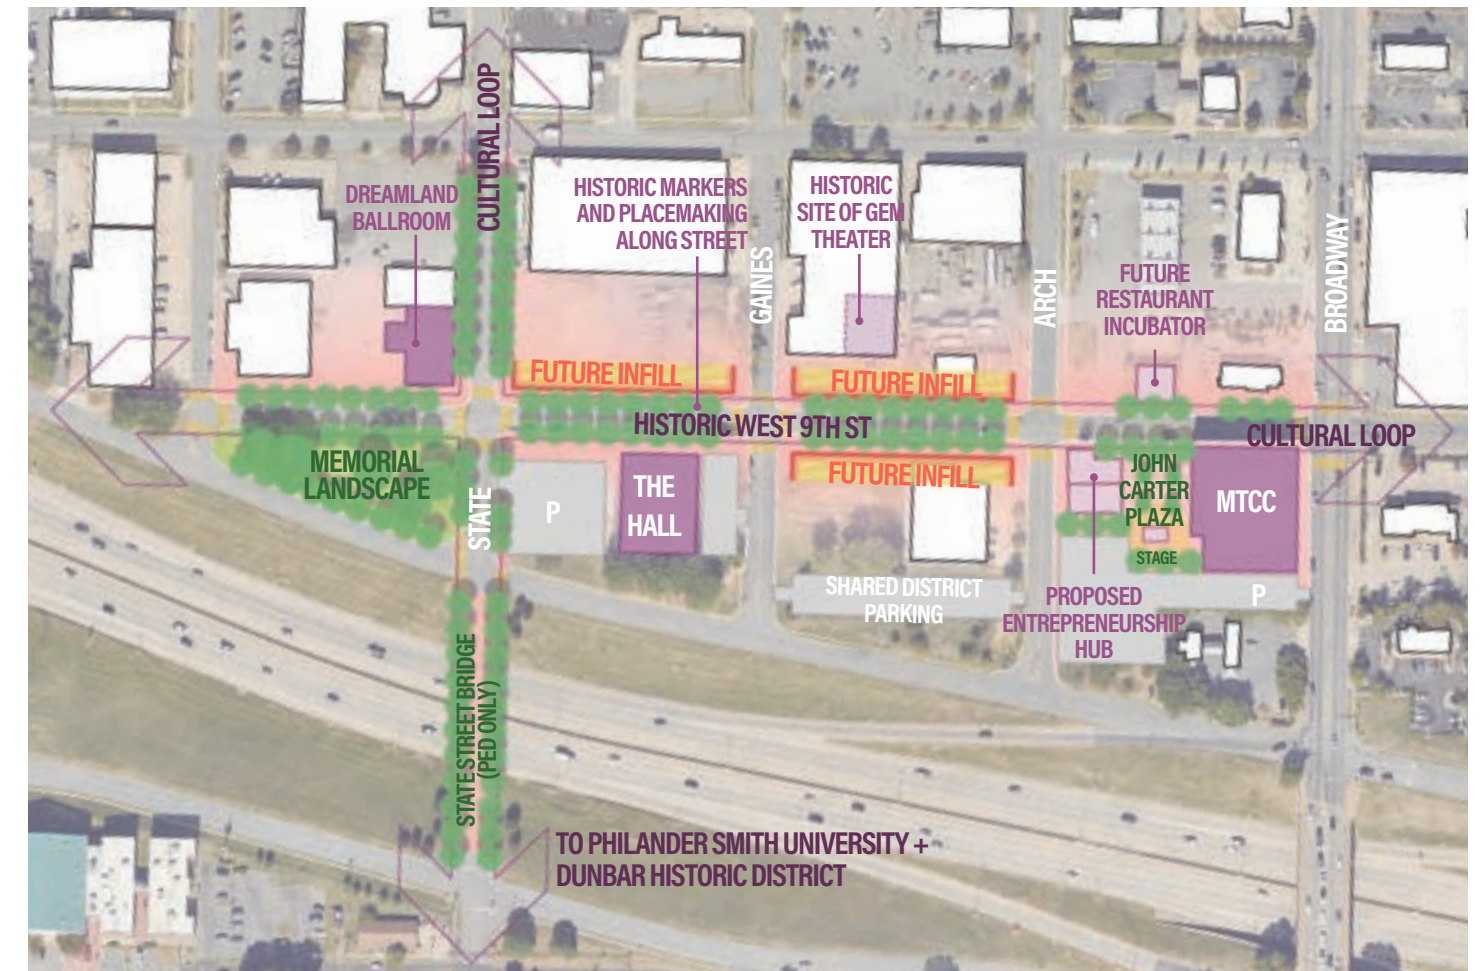 CULTURAL LOOP
DREAMLAND
BALLROOM
HISTORIC MARKERS
AND PLACEMAKING
ALONG STREET
HISTORIC
SITE OF GEM
THEATER
GAINES
ARCH
FUTURE
RESTAURANT
INCUBATOR
BROADWAY
FUTURE INFILL
FUTURE INFILL
HISTORIC WEST 9TH ST
CULTURAL LOOP
MEMORIAL
LANDSCAPE
STATE
P
THE
HALL
FUTURE INFILL
JOHN
CARTER
PLAZA
MTCC
STAGE
SHARED DISTRICT
PARKING
PROPOSED
ENTREPRENEURSHIP
HUB
P
STATE STREET BRIDGE
(PED ONLY)
TO PHILANDER SMITH UNIVERSITY +
DUNBAR HISTORIC DISTRICT